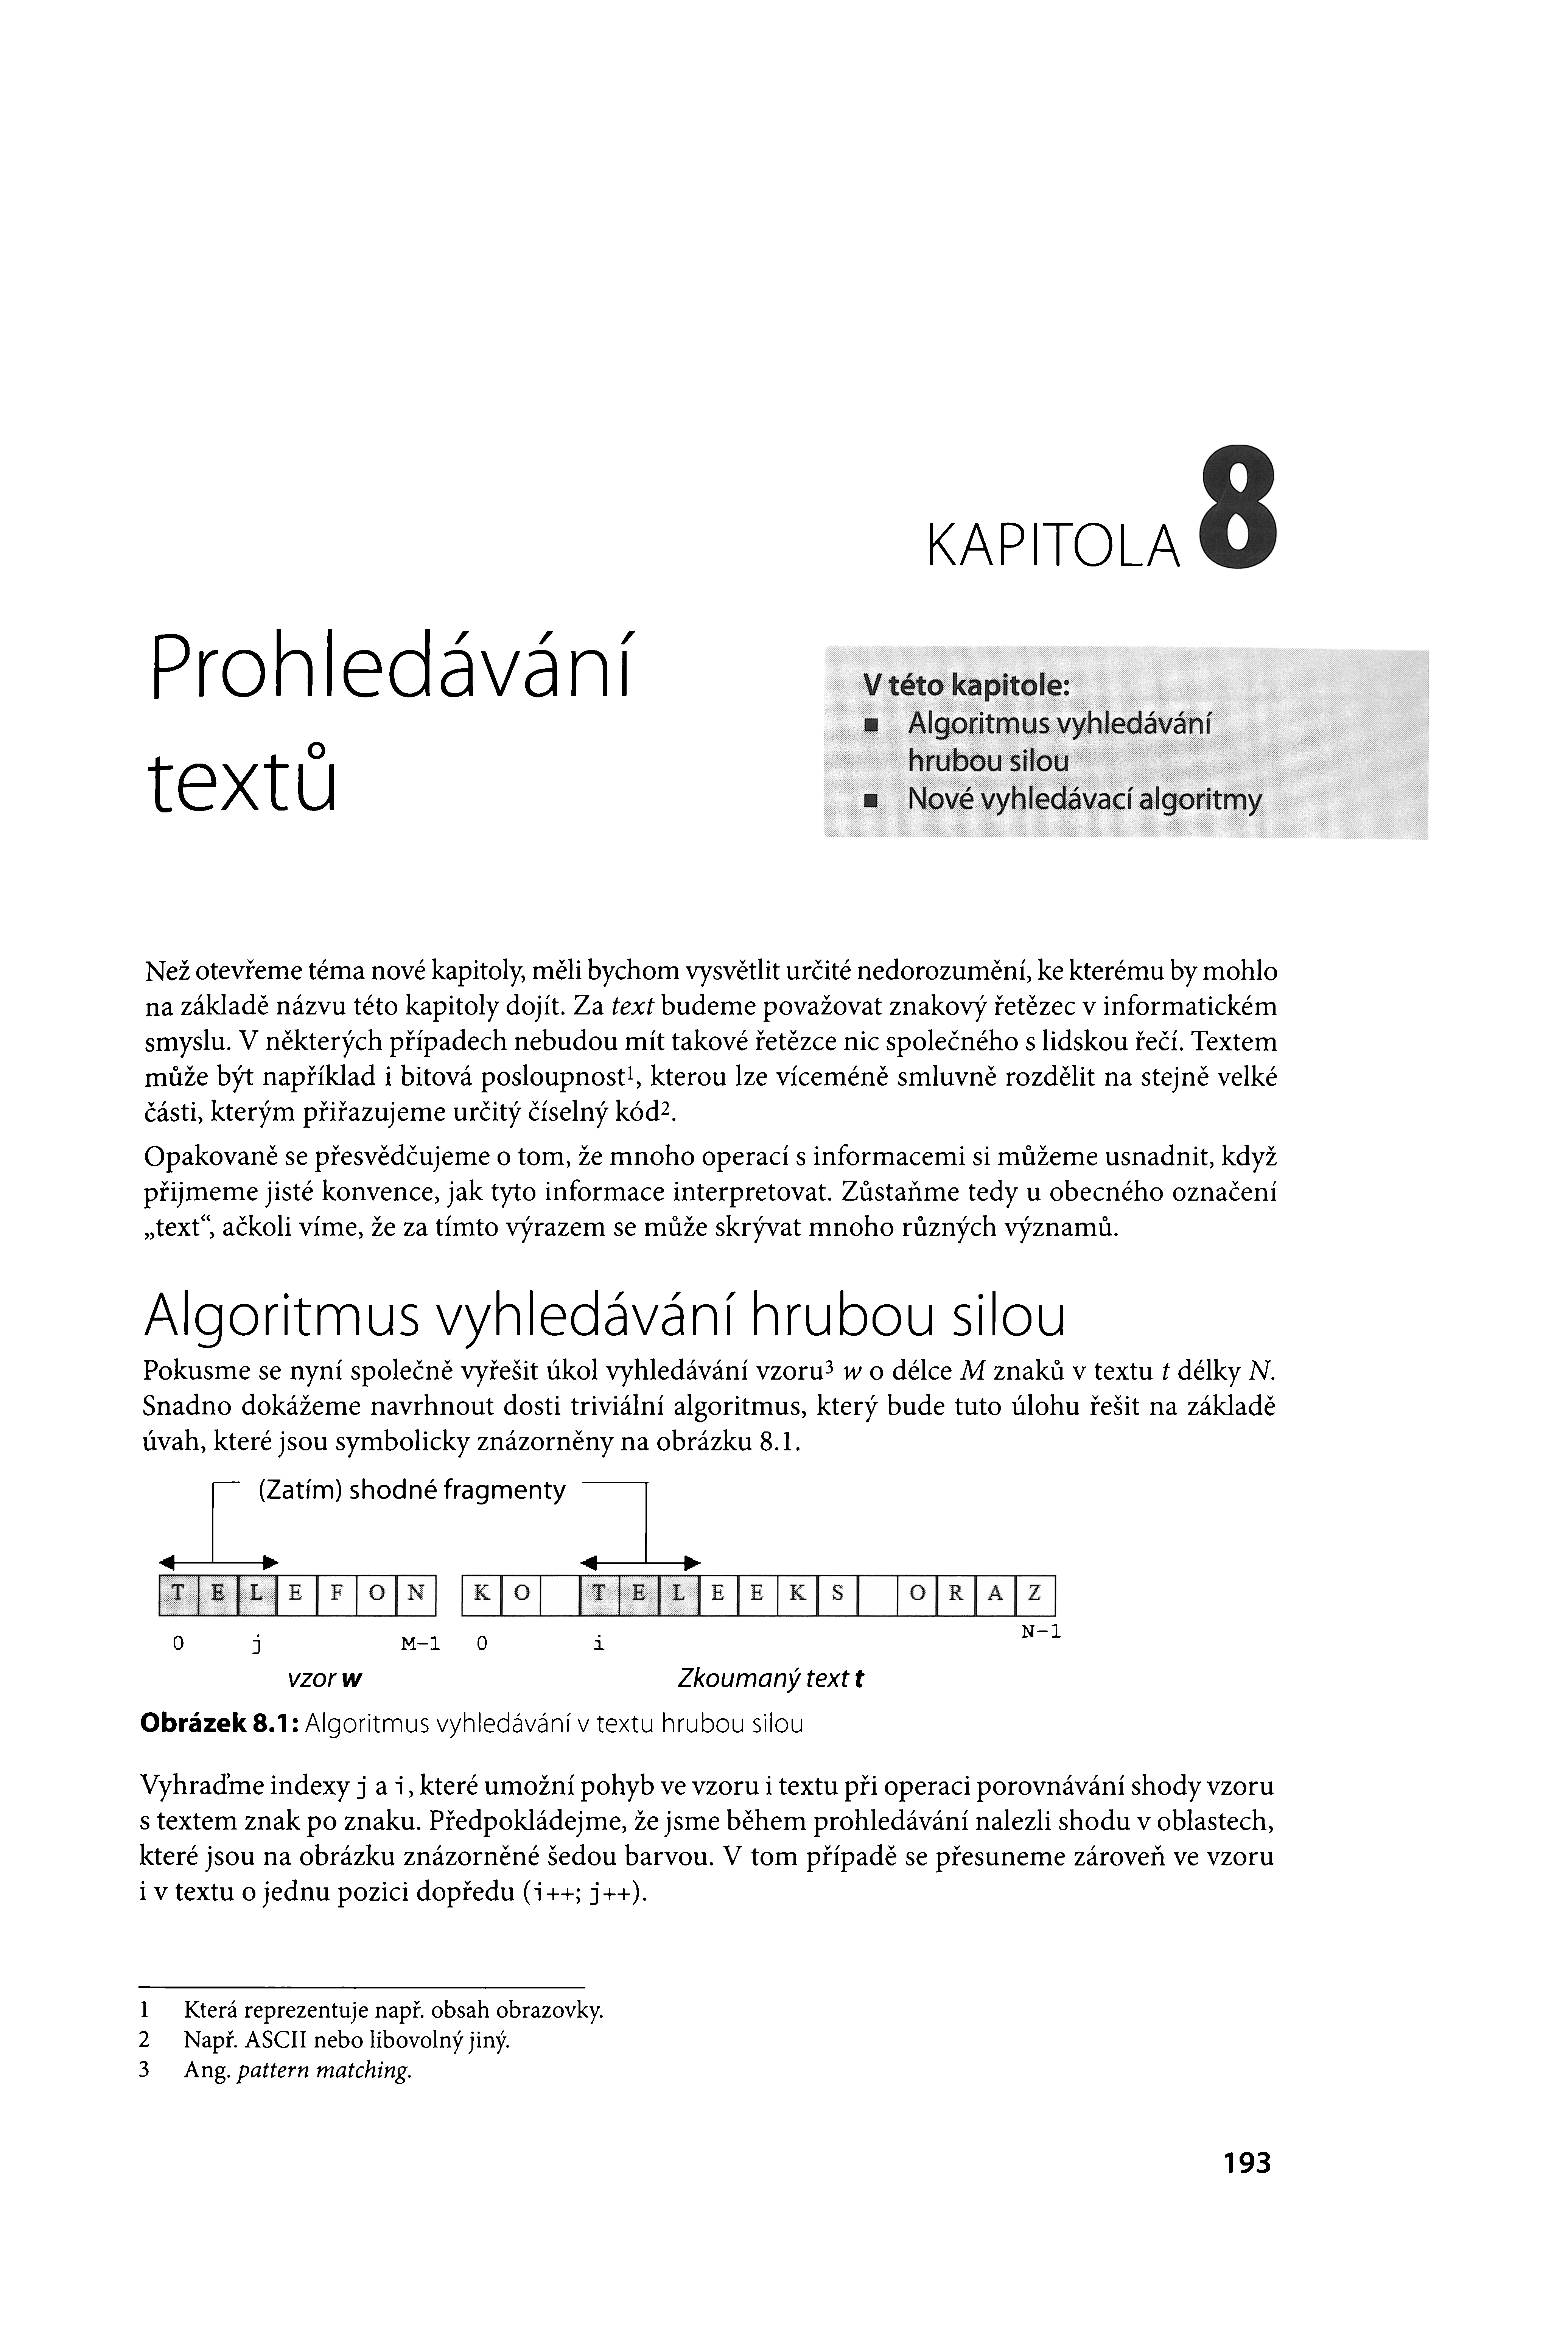 KAPITOLA 8
Prohledávání
textů
V této kapitole:
■ Algoritmus vyhledávání
hrubou silou
■ Nové vyhledávací algoritmy
Než otevřeme téma nové kapitoly, měli bychom vysvětlit určité nedorozumění, ke kterému by mohlo
na základě názvu této kapitoly dojít. Za text budeme považovat znakový řetězec v informatickém
smyslu. V některých případech nebudou mít takové řetězce nic společného s lidskou řečí. Textem
může být například i bitová posloupnost1, kterou lze víceméně smluvně rozdělit na stejně velké
části, kterým přiřazujeme určitý číselný kód2.
Opakovaně se přesvědčujeme o tom, že mnoho operací s informacemi si můžeme usnadnit, když
přijmeme jisté konvence, jak tyto informace interpretovat. Zůstaňme tedy u obecného označení
„text“, ačkoli víme, že za tímto výrazem se může skrývat mnoho různých významů.
Algoritmus vyhledávání hrubou silou
Pokusme se nyní společně vyřešit úkol vyhledávání vzoru3 w o délce M znaků v textu t délky N.
Snadno dokážeme navrhnout dosti triviální algoritmus, který bude tuto úlohu řešit na základě
úvah, které jsou symbolicky znázorněny na obrázku 8.1.
(Zatím) shodné fragmenty
T E L E F O N K O T E L E E K S O R A Z
0 j M-1 0 i N-1
vzor w Zkoumaný text t
Obrázek 8.1: Algoritmus vyhledávání v textu hrubou silou
Vyhraďme indexy j a i, které umožní pohyb ve vzoru i textu při operaci porovnávání shody vzoru
s textem znak po znaku. Předpokládejme, že jsme během prohledávání nalezli shodu v oblastech,
které jsou na obrázku znázorněné šedou barvou. V tom případě se přesuneme zároveň ve vzoru
i v textu o jednu pozici dopředu (i++; j++).
1 Která reprezentuje např. obsah obrazovky.
2 Např. ASCII nebo libovolný jiný.
3 Ang. pattern matching.
193